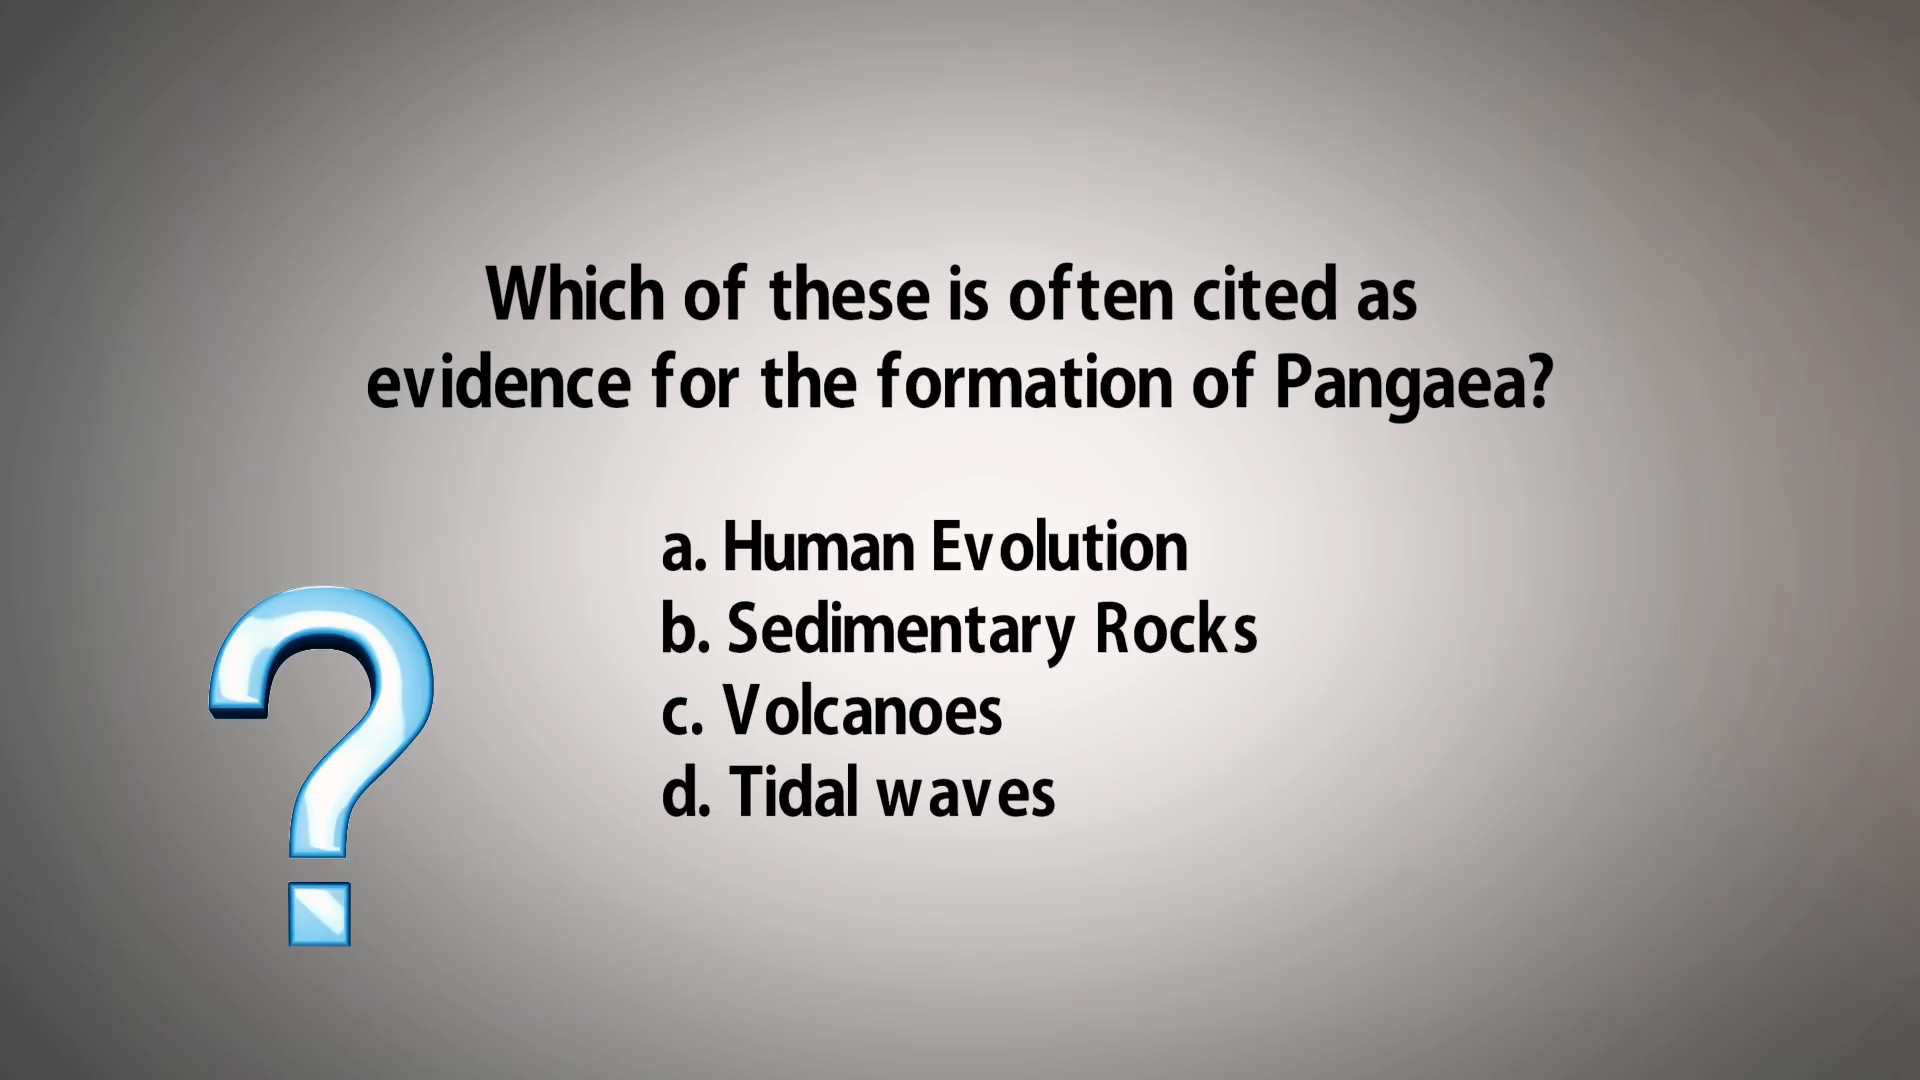 Which of these is often cited as
evidence for the formation of Pangaea?
a. Human Evolution
b. Sedimentary Rocks
c. Volcanoes
d. Tidal waves